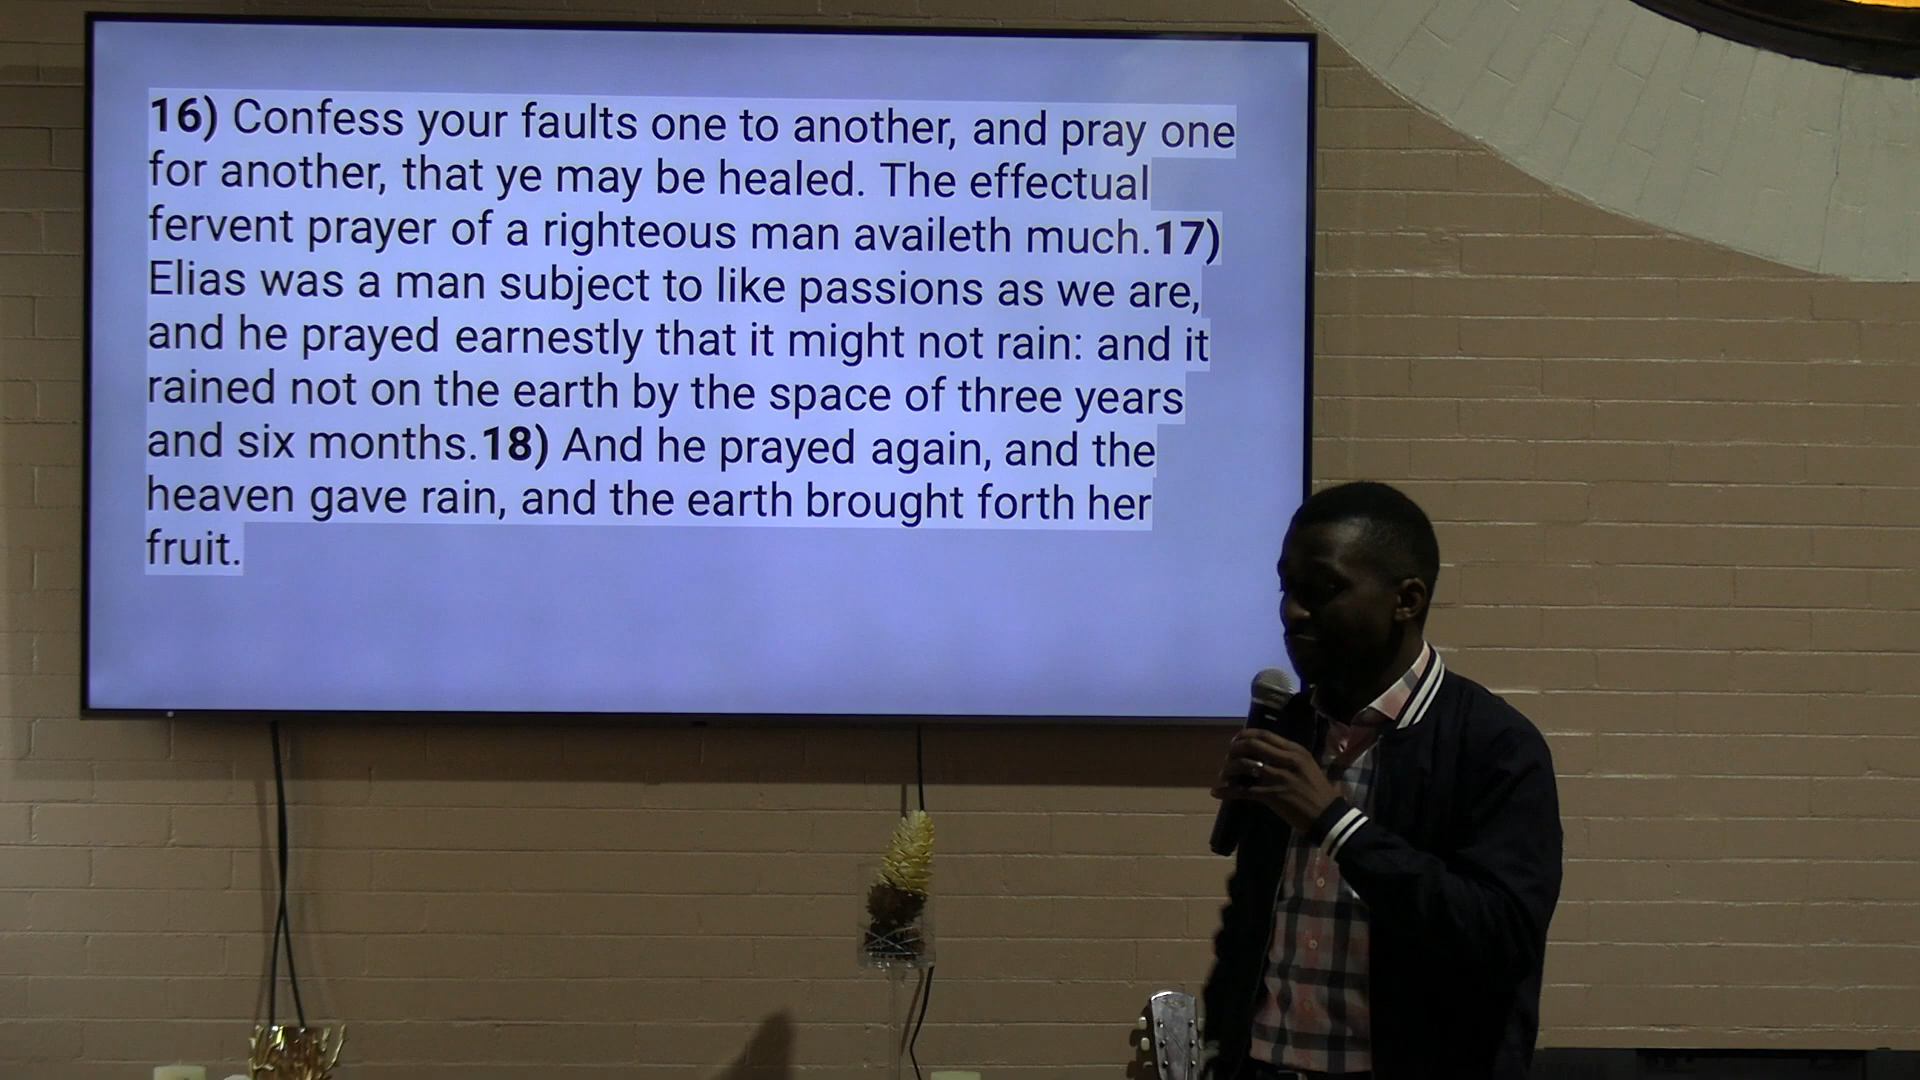 16) Confess your faults one to another, and pray one
for another, that ye may be healed. The effectual
fervent prayer of a righteous man availeth much.17)
Elias was a man subject to like passions as we are,
and he prayed earnestly that it might not rain: and it
rained not on the earth by the space of three years
and six months.18) And he prayed again, and the
heaven gave rain, and the earth brought forth her
fruit.